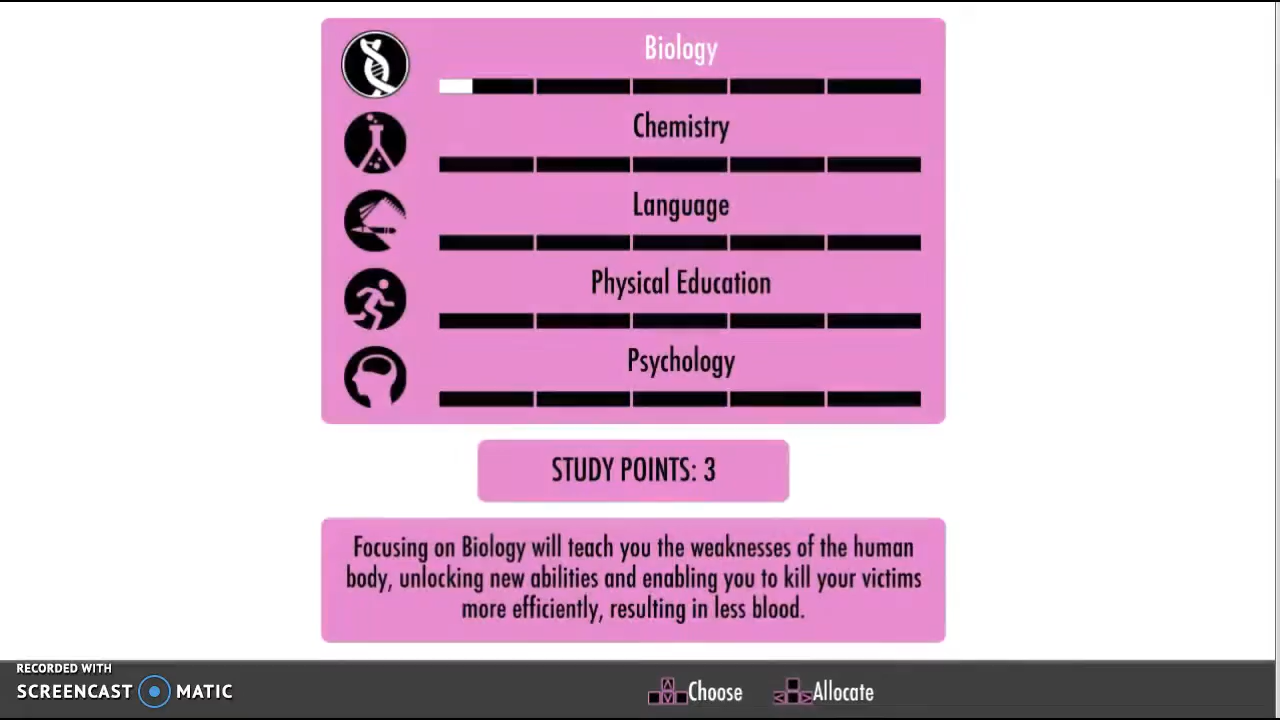 Biology
Chemistry
Language
Physical Education
Psychology
STUDY POINTS: 3
Focusing on Biology will teach you the weaknesses of the human
body, unlocking new abilities and enabling you to kill your victims
more efficiently, resulting in less blood.
RECORDED WITH
SCREENCAST MATIC
Choose Allocate